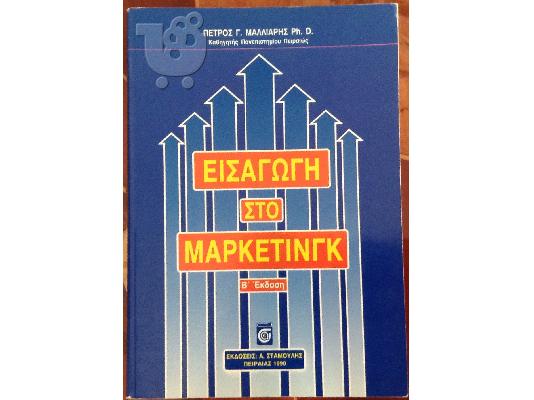 ΠΕΤΡΟΣ Γ. ΜΑΛΛΙΑΡΗΣ Ph. D.
Καθηγητής Πανεπιστημίου Πειραιώς
ΕΙΣΑΓΩΓΗ
ΣΤΟ
ΜΑΡΚΕΤΙΝΓΚ
Β΄ Έκδοση
ΕΚΔΟΣΕΙΣ: Α. ΣΤΑΜΟΥΛΗΣ
ΠΕΙΡΑΙΑΣ 1990